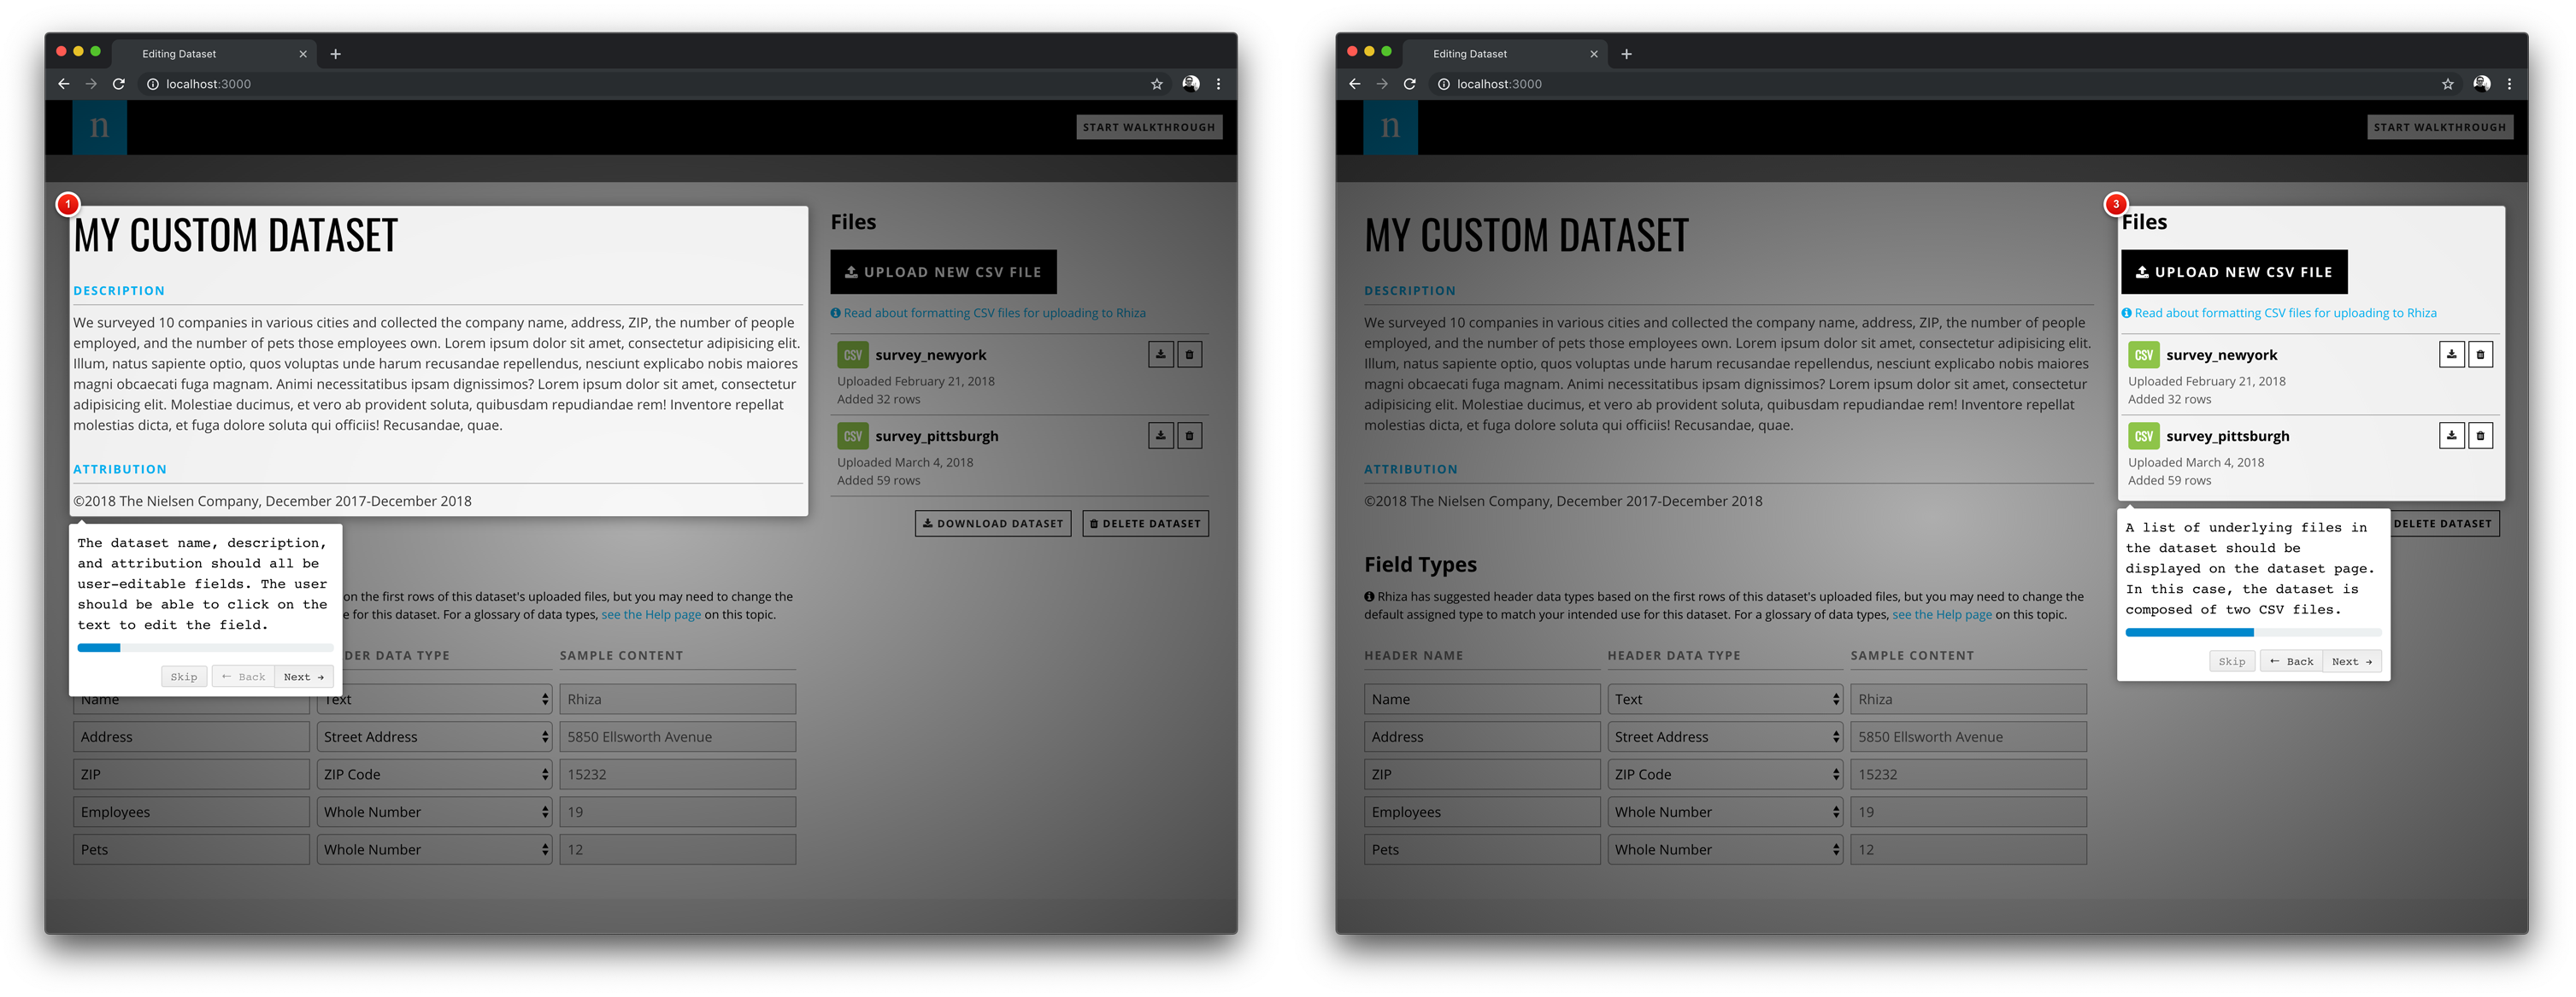 Editing Dataset
localhost:3000
n
START WALKTHROUGH
1
MY CUSTOM DATASET
DESCRIPTION
We surveyed 10 companies in various cities and collected the company name, address, ZIP, the number of people
employed, and the number of pets those employees own. Lorem ipsum dolor sit amet, consectetur adipisicing elit.
Illum, natus sapiente optio, quos voluptas unde harum recusandae repellendus, nesciunt explicabo nobis maiores
magni obcaecati fuga magnam. Animi necessitatibus ipsam dignissimos? Lorem ipsum dolor sit amet, consectetur
adipisicing elit. Molestiae ducimus, et vero ab provident soluta, quibusdam repudiandae rem! Inventore repellat
molestias dicta, et fuga dolore soluta qui officiis! Recusandae, quae.
ATTRIBUTION
©2018 The Nielsen Company, December 2017-December 2018
The dataset name, description,
and attribution should all be
user-editable fields. The user
should be able to click on the
text to edit the field.
Skip
← Back
Next →
on the first rows of this dataset's uploaded files, but you may need to change the
e for this dataset. For a glossary of data types, see the Help page on this topic.
DER DATA TYPE
SAMPLE CONTENT
Name
Text
Rhiza
Address
Street Address
5850 Ellsworth Avenue
ZIP
ZIP Code
15232
Employees
Whole Number
19
Pets
Whole Number
12
Files
UPLOAD NEW CSV FILE
Read about formatting CSV files for uploading to Rhiza
CSV survey_newyork
Uploaded February 21, 2018
Added 32 rows
CSV survey_pittsburgh
Uploaded March 4, 2018
Added 59 rows
DOWNLOAD DATASET
DELETE DATASET
Editing Dataset
localhost:3000
n
START WALKTHROUGH
MY CUSTOM DATASET
DESCRIPTION
We surveyed 10 companies in various cities and collected the company name, address, ZIP, the number of people
employed, and the number of pets those employees own. Lorem ipsum dolor sit amet, consectetur adipisicing elit.
Illum, natus sapiente optio, quos voluptas unde harum recusandae repellendus, nesciunt explicabo nobis maiores
magni obcaecati fuga magnam. Animi necessitatibus ipsam dignissimos? Lorem ipsum dolor sit amet, consectetur
adipisicing elit. Molestiae ducimus, et vero ab provident soluta, quibusdam repudiandae rem! Inventore repellat
molestias dicta, et fuga dolore soluta qui officiis! Recusandae, quae.
ATTRIBUTION
©2018 The Nielsen Company, December 2017-December 2018
Field Types
Rhiza has suggested header data types based on the first rows of this dataset's uploaded files, but you may need to change the
default assigned type to match your intended use for this dataset. For a glossary of data types, see the Help page on this topic.
HEADER NAME
HEADER DATA TYPE
SAMPLE CONTENT
Name
Text
Rhiza
Address
Street Address
5850 Ellsworth Avenue
ZIP
ZIP Code
15232
Employees
Whole Number
19
Pets
Whole Number
12
3
Files
UPLOAD NEW CSV FILE
Read about formatting CSV files for uploading to Rhiza
CSV survey_newyork
Uploaded February 21, 2018
Added 32 rows
CSV survey_pittsburgh
Uploaded March 4, 2018
Added 59 rows
DELETE DATASET
A list of underlying files in
the dataset should be
displayed on the dataset page.
In this case, the dataset is
composed of two CSV files.
Skip
← Back
Next →